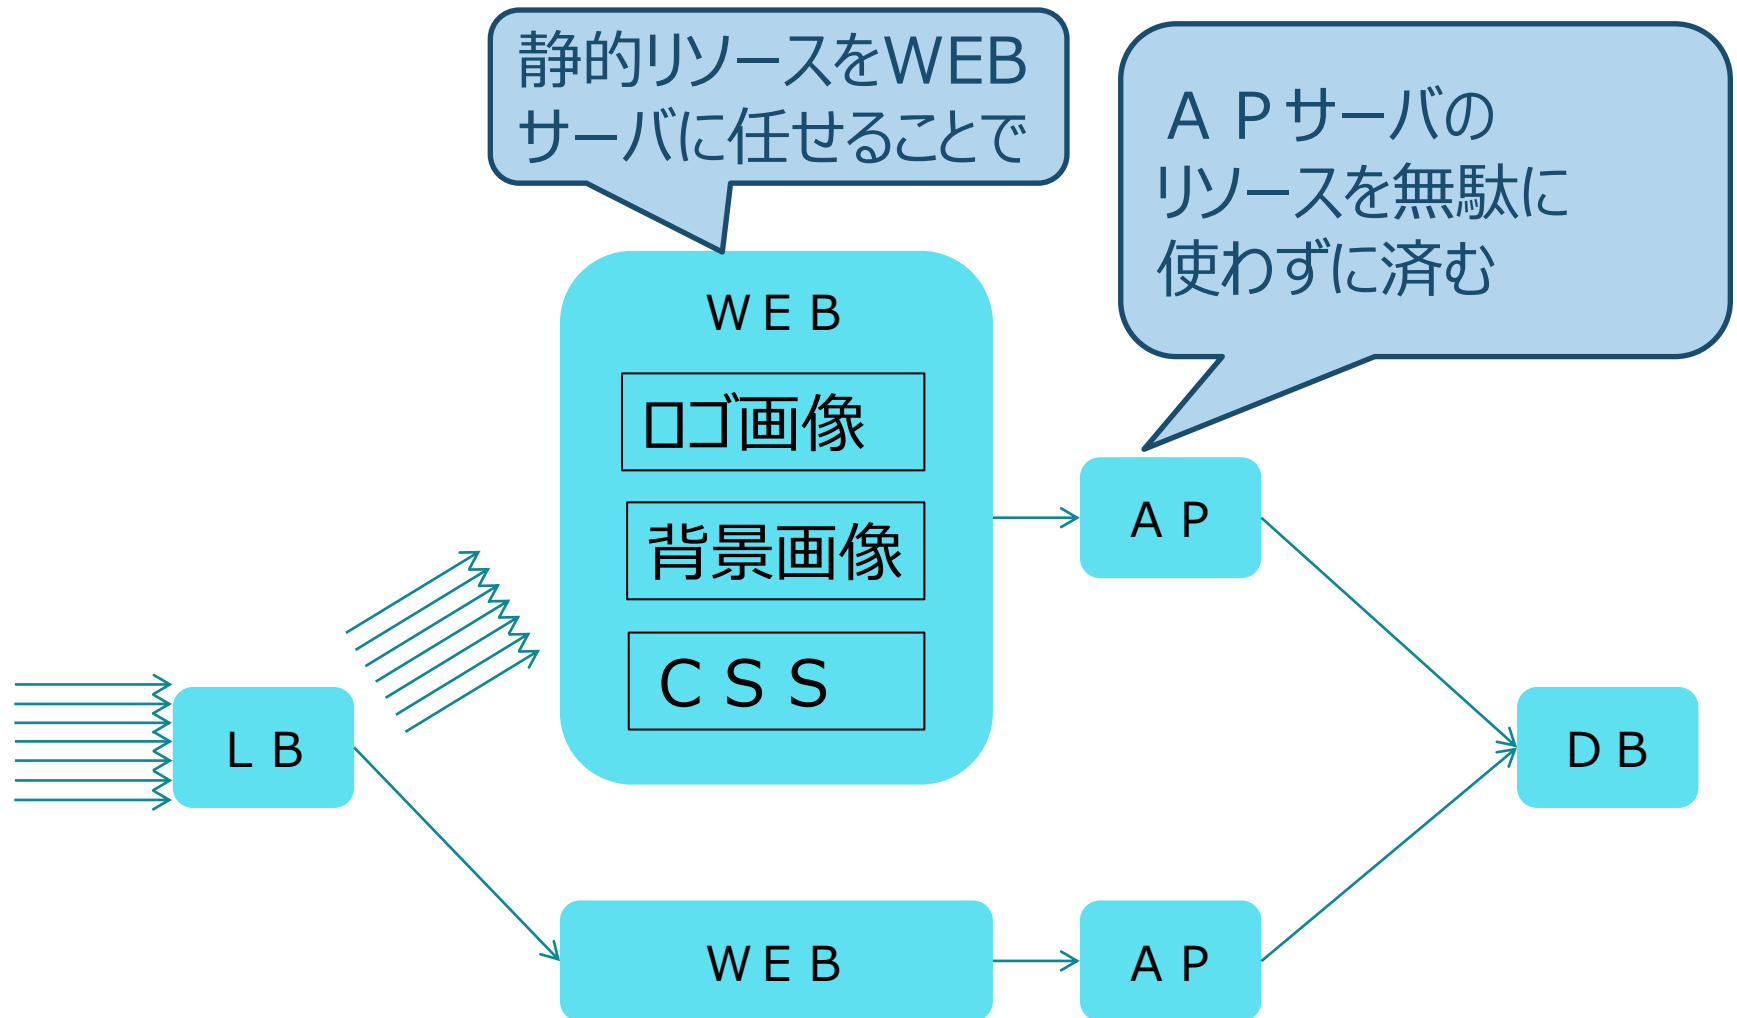 静的リソースをWEB
サーバに任せることで
ＡＰサーバの
リソースを無駄に
使わずに済む
ＷＥＢ
ロゴ画像
背景画像
ＣＳＳ
ＡＰ
ＬＢ
ＤＢ
ＷＥＢ
ＡＰ